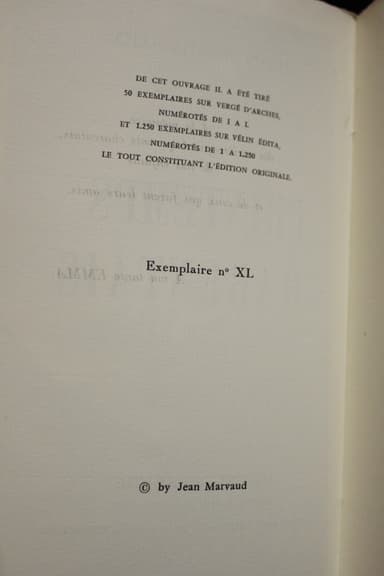 DE CET OUVRAGE IL A ÉTÉ TIRÉ
50 EXEMPLAIRES SUR VERGÉ D'ARCHES,
NUMÉROTÉS DE I A L
ET 1.250 EXEMPLAIRES SUR VÉLIN ÉDITA,
NUMÉROTÉS DE 1 A 1.250
LE TOUT CONSTITUANT L'ÉDITION ORIGINALE.
Exemplaire nº XL
© by Jean Marvaud